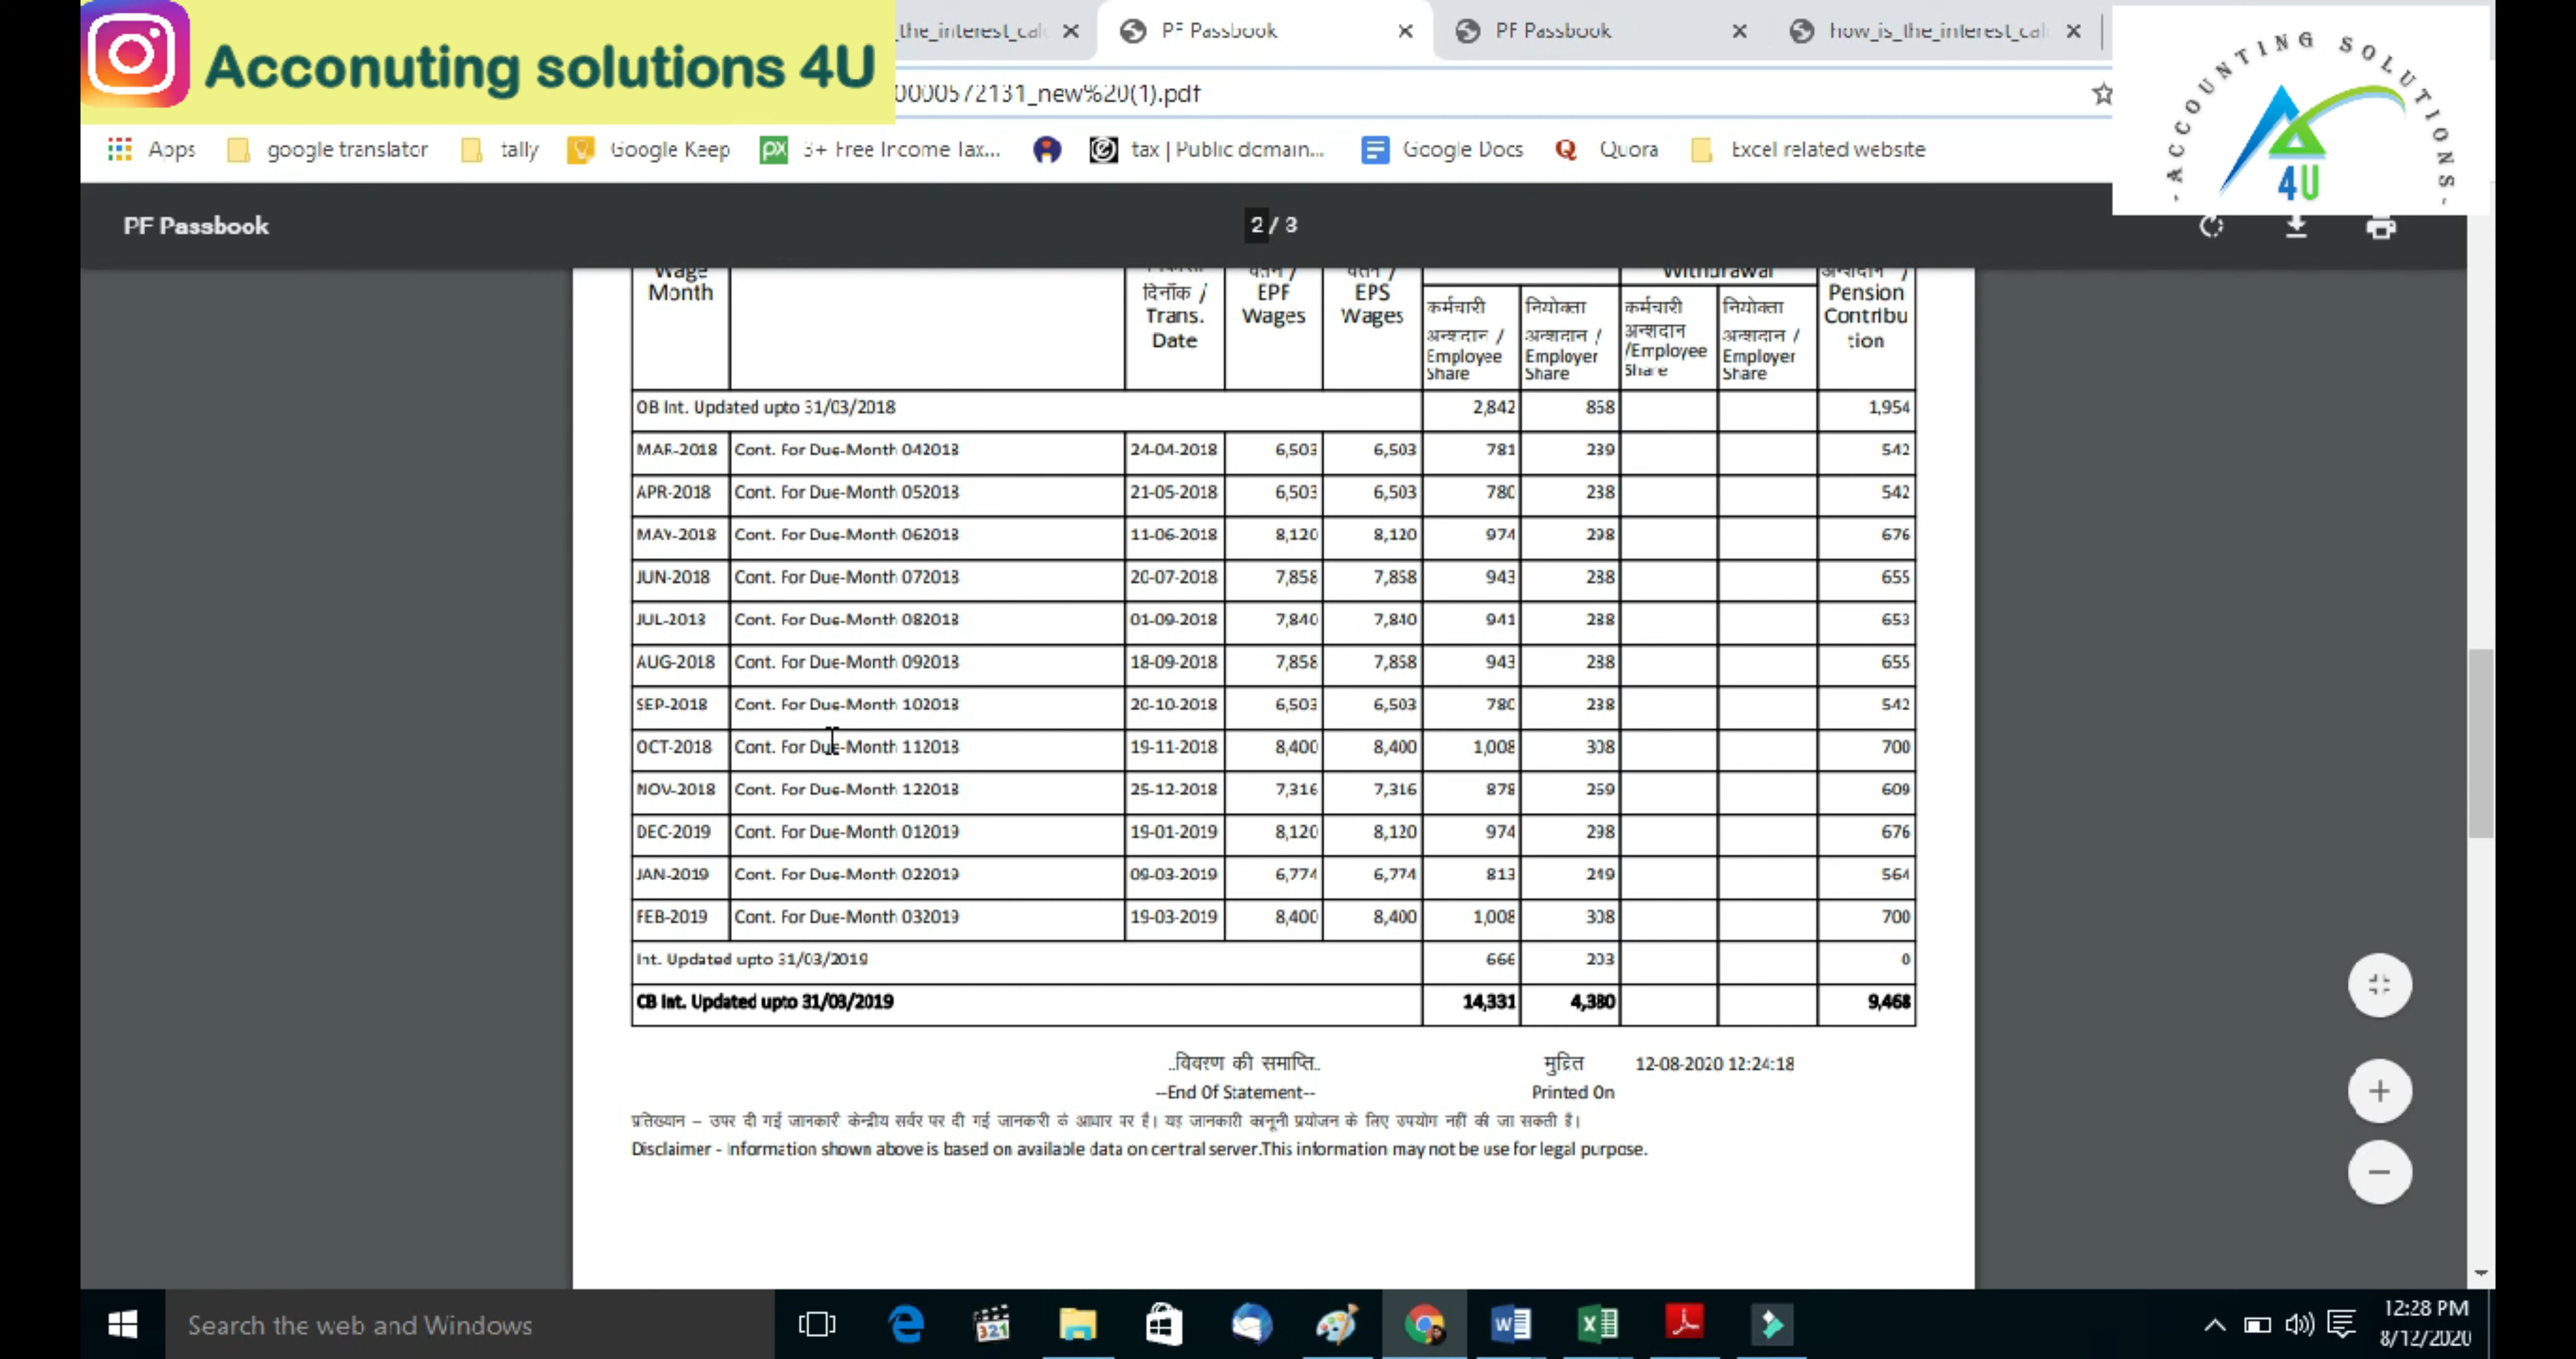 Acconuting solutions 4U
_the_interest_cal
PF Passbook
PF Passbook
how_is_the_interest_cal
ACCOUNTING SOLUTIONS
4U
0000572131_new%20(1).pdf
Apps google translator tally Google Keep px 3+ Free Income Tax... tax | Public domain... Google Docs Quora Excel related website
PF Passbook
2 / 3
Wage Month
दिनाँक / Trans. Date
वेतन / EPF Wages
वेतन / EPS Wages
Withdrawal
अन्शदान / Pension Contribu tion
कर्मचारी अन्शदान / Employee Share
नियोक्ता अन्शदान / Employer Share
कर्मचारी अन्शदान /Employee Share
नियोक्ता अन्शदान / Employer Share
OB Int. Updated upto 31/03/2018 2,842 868 1,954
MAR-2018 Cont. For Due-Month 042018 24-04-2018 6,503 6,503 781 239 542
APR-2018 Cont. For Due-Month 052018 21-05-2018 6,503 6,503 780 238 542
MAY-2018 Cont. For Due-Month 062018 11-06-2018 8,120 8,120 974 298 676
JUN-2018 Cont. For Due-Month 072018 20-07-2018 7,858 7,858 943 288 655
JUL-2018 Cont. For Due-Month 082018 01-09-2018 7,840 7,840 941 288 653
AUG-2018 Cont. For Due-Month 092018 18-09-2018 7,858 7,858 943 288 655
SEP-2018 Cont. For Due-Month 102018 20-10-2018 6,503 6,503 780 238 542
OCT-2018 Cont. For Due-Month 112018 19-11-2018 8,400 8,400 1,008 308 700
NOV-2018 Cont. For Due-Month 122018 25-12-2018 7,316 7,316 878 269 609
DEC-2019 Cont. For Due-Month 012019 19-01-2019 8,120 8,120 974 298 676
JAN-2019 Cont. For Due-Month 022019 09-03-2019 6,774 6,774 813 249 564
FEB-2019 Cont. For Due-Month 032019 19-03-2019 8,400 8,400 1,008 308 700
Int. Updated upto 31/03/2019 666 203 0
CB Int. Updated upto 31/03/2019 14,331 4,380 9,468
..विवरण की समाप्ति.. मुद्रित 12-08-2020 12:24:18
--End Of Statement-- Printed On
प्रतिख्यान – उपर दी गई जानकारी केन्द्रीय सर्वर पर दी गई जानकारी के आधार पर है। यह जानकारी कानूनी प्रयोजन के लिए उपयोग नहीं की जा सकती है।
Disclaimer - Information shown above is based on available data on central server.This information may not be use for legal purpose.
Search the web and Windows
321
12:28 PM
8/12/2020